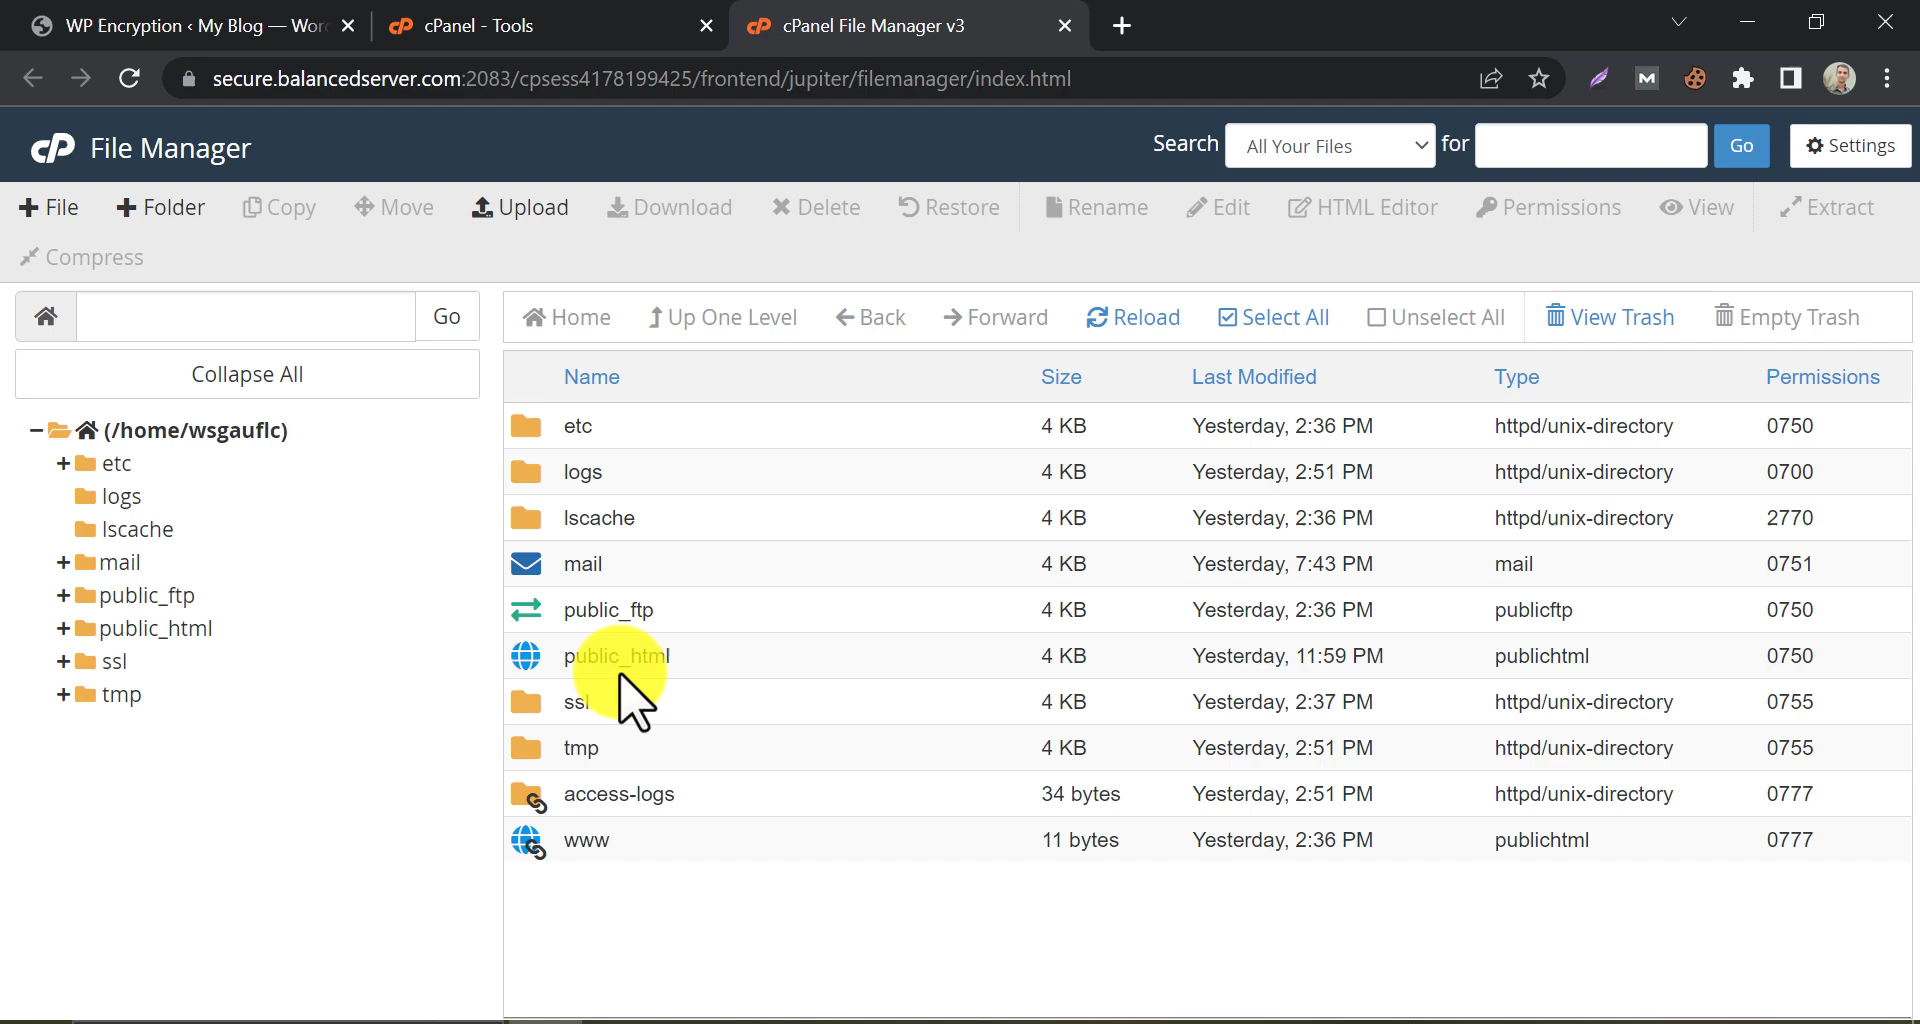 WP Encryption ‹ My Blog — Wor
cPanel - Tools
cPanel File Manager v3
secure.balancedserver.com:2083/cpsess4178199425/frontend/jupiter/filemanager/index.html
cP File Manager
Search All Your Files for Go Settings
File Folder Copy Move Upload Download Delete Restore Rename Edit HTML Editor Permissions View Extract
Compress
Go
Home Up One Level Back Forward Reload Select All Unselect All View Trash Empty Trash
Collapse All
(/home/wsgauflc)
etc
logs
lscache
mail
public_ftp
public_html
ssl
tmp
Name Size Last Modified Type Permissions
etc 4 KB Yesterday, 2:36 PM httpd/unix-directory 0750
logs 4 KB Yesterday, 2:51 PM httpd/unix-directory 0700
lscache 4 KB Yesterday, 2:36 PM httpd/unix-directory 2770
mail 4 KB Yesterday, 7:43 PM mail 0751
public_ftp 4 KB Yesterday, 2:36 PM publicftp 0750
public_html 4 KB Yesterday, 11:59 PM publichtml 0750
ssl 4 KB Yesterday, 2:37 PM httpd/unix-directory 0755
tmp 4 KB Yesterday, 2:51 PM httpd/unix-directory 0755
access-logs 34 bytes Yesterday, 2:51 PM httpd/unix-directory 0777
www 11 bytes Yesterday, 2:36 PM publichtml 0777